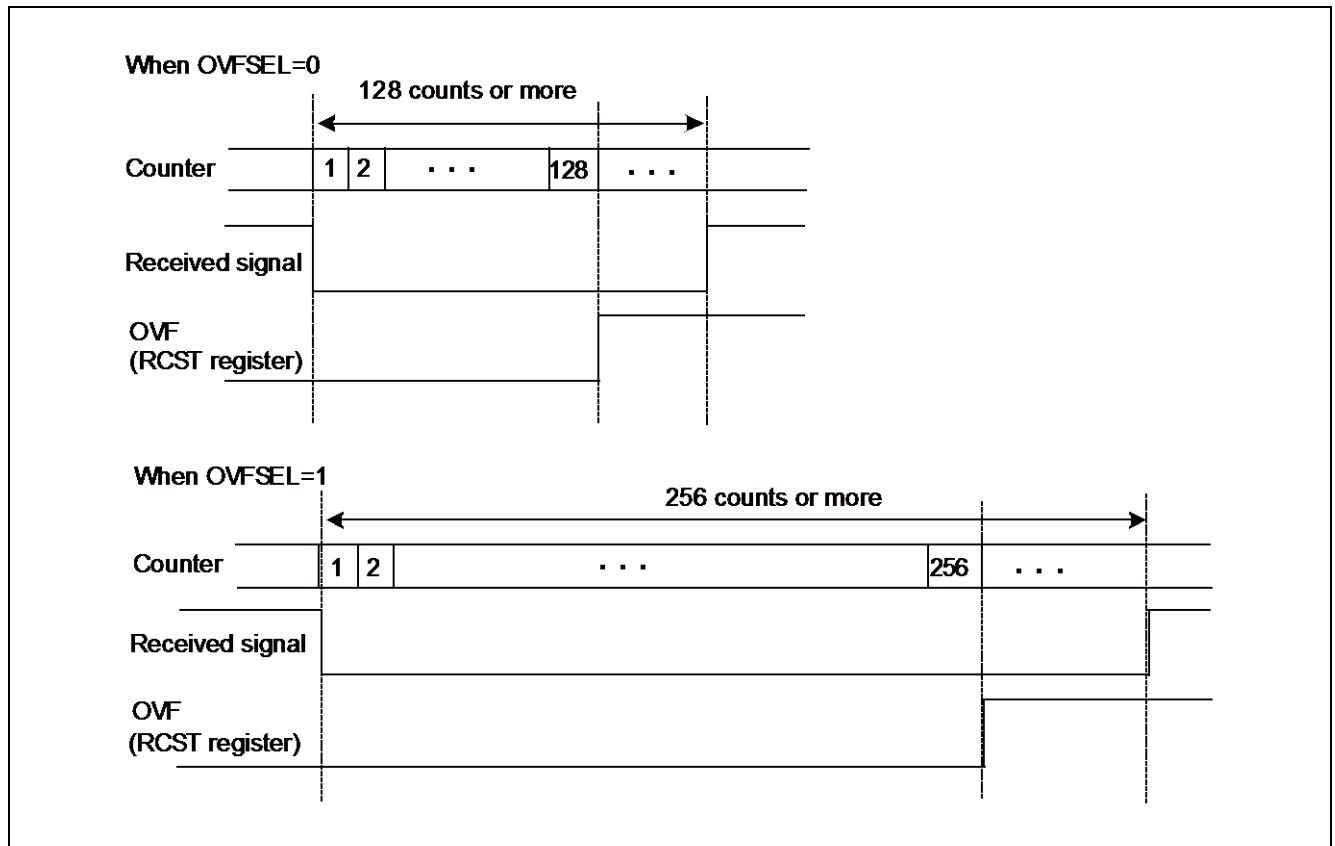 When OVFSEL=0
128 counts or more
Counter 1 2 · · · 128 · · ·
Received signal
OVF
(RCST register)
When OVFSEL=1
256 counts or more
Counter 1 2 · · · 256 · · ·
Received signal
OVF
(RCST register)